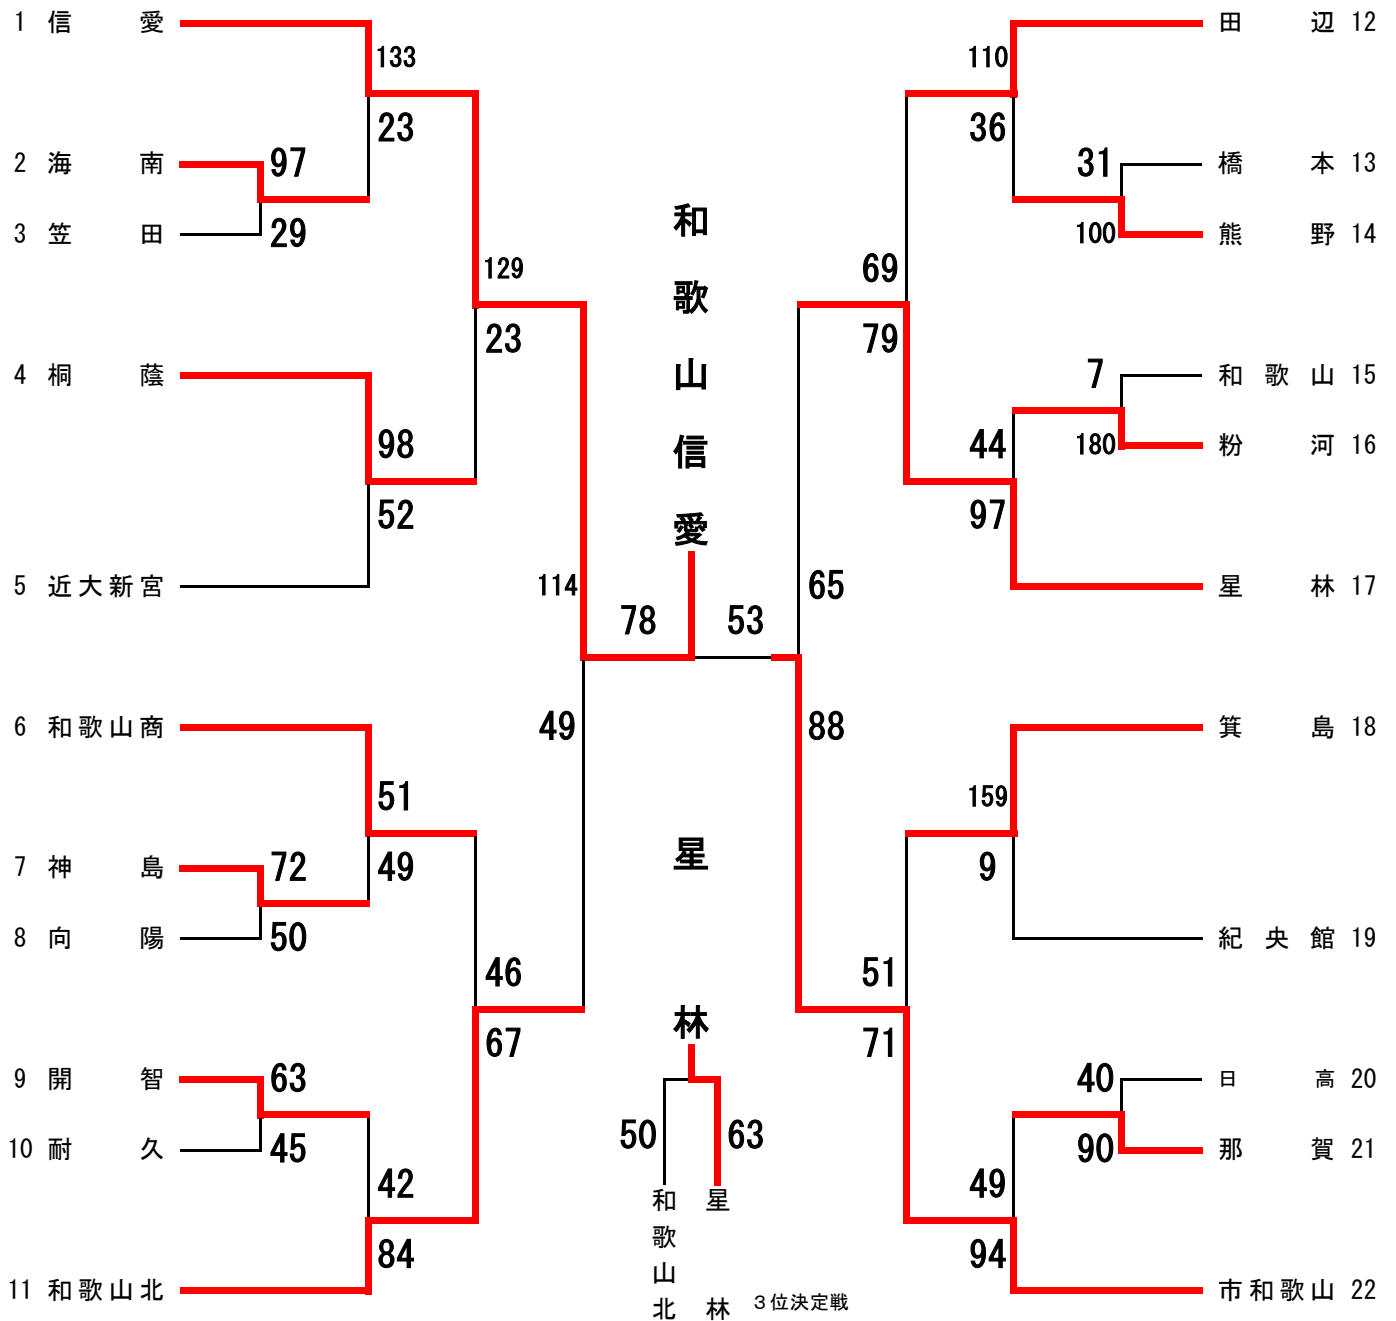 1 信愛
133
23
2 海南
97
3 笠田
29
129
23
4 桐蔭
98
52
5 近大新宮
114
49
6 和歌山商
51
49
7 神島
72
8 向陽
50
46
67
9 開智
63
10 耐久
45
42
84
11 和歌山北
和歌山信愛
78
53
星林
50
63
和歌山北
星林
3位決定戦
田辺 12
110
36
橋本 13
31
熊野 14
100
69
79
和歌山 15
7
粉河 16
180
44
97
星林 17
65
88
箕島 18
159
9
紀央館 19
51
71
日高 20
40
那賀 21
90
49
94
市和歌山 22